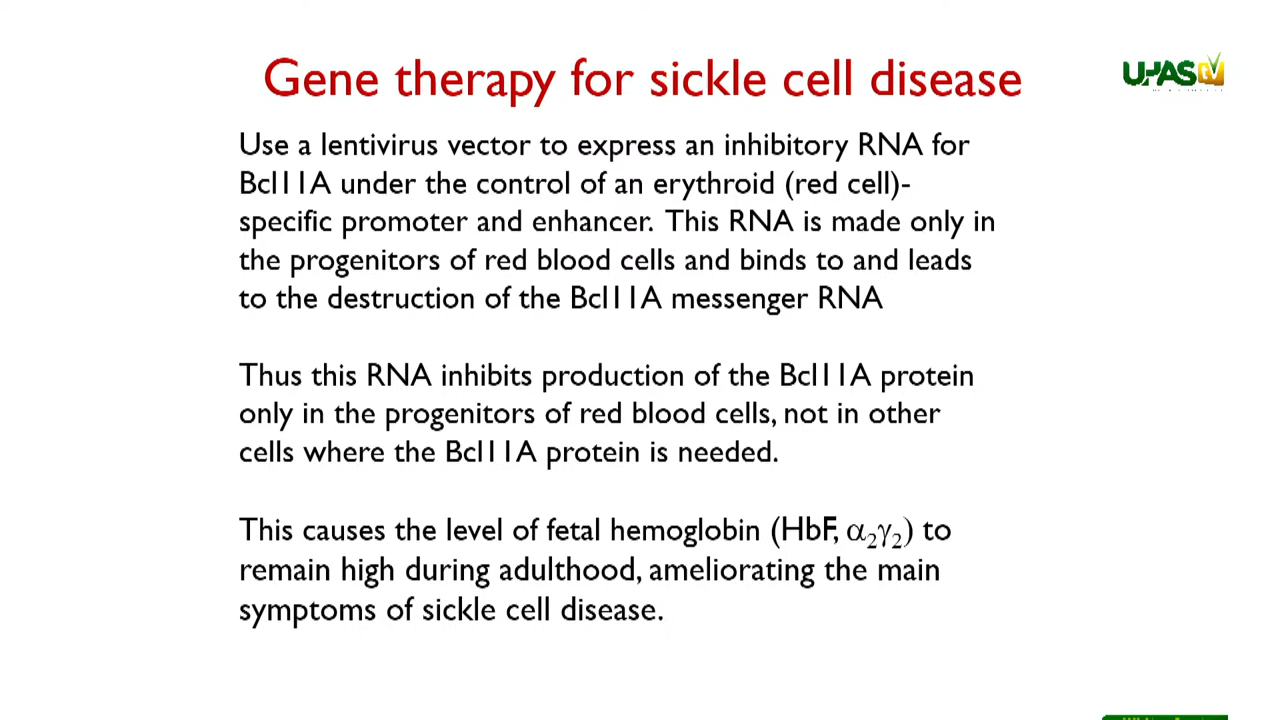 Gene therapy for sickle cell disease
UHASTV
Use a lentivirus vector to express an inhibitory RNA for
Bcl11A under the control of an erythroid (red cell)-
specific promoter and enhancer. This RNA is made only in
the progenitors of red blood cells and binds to and leads
to the destruction of the Bcl11A messenger RNA
Thus this RNA inhibits production of the Bcl11A protein
only in the progenitors of red blood cells, not in other
cells where the Bcl11A protein is needed.
This causes the level of fetal hemoglobin (HbF, α₂γ₂) to
remain high during adulthood, ameliorating the main
symptoms of sickle cell disease.